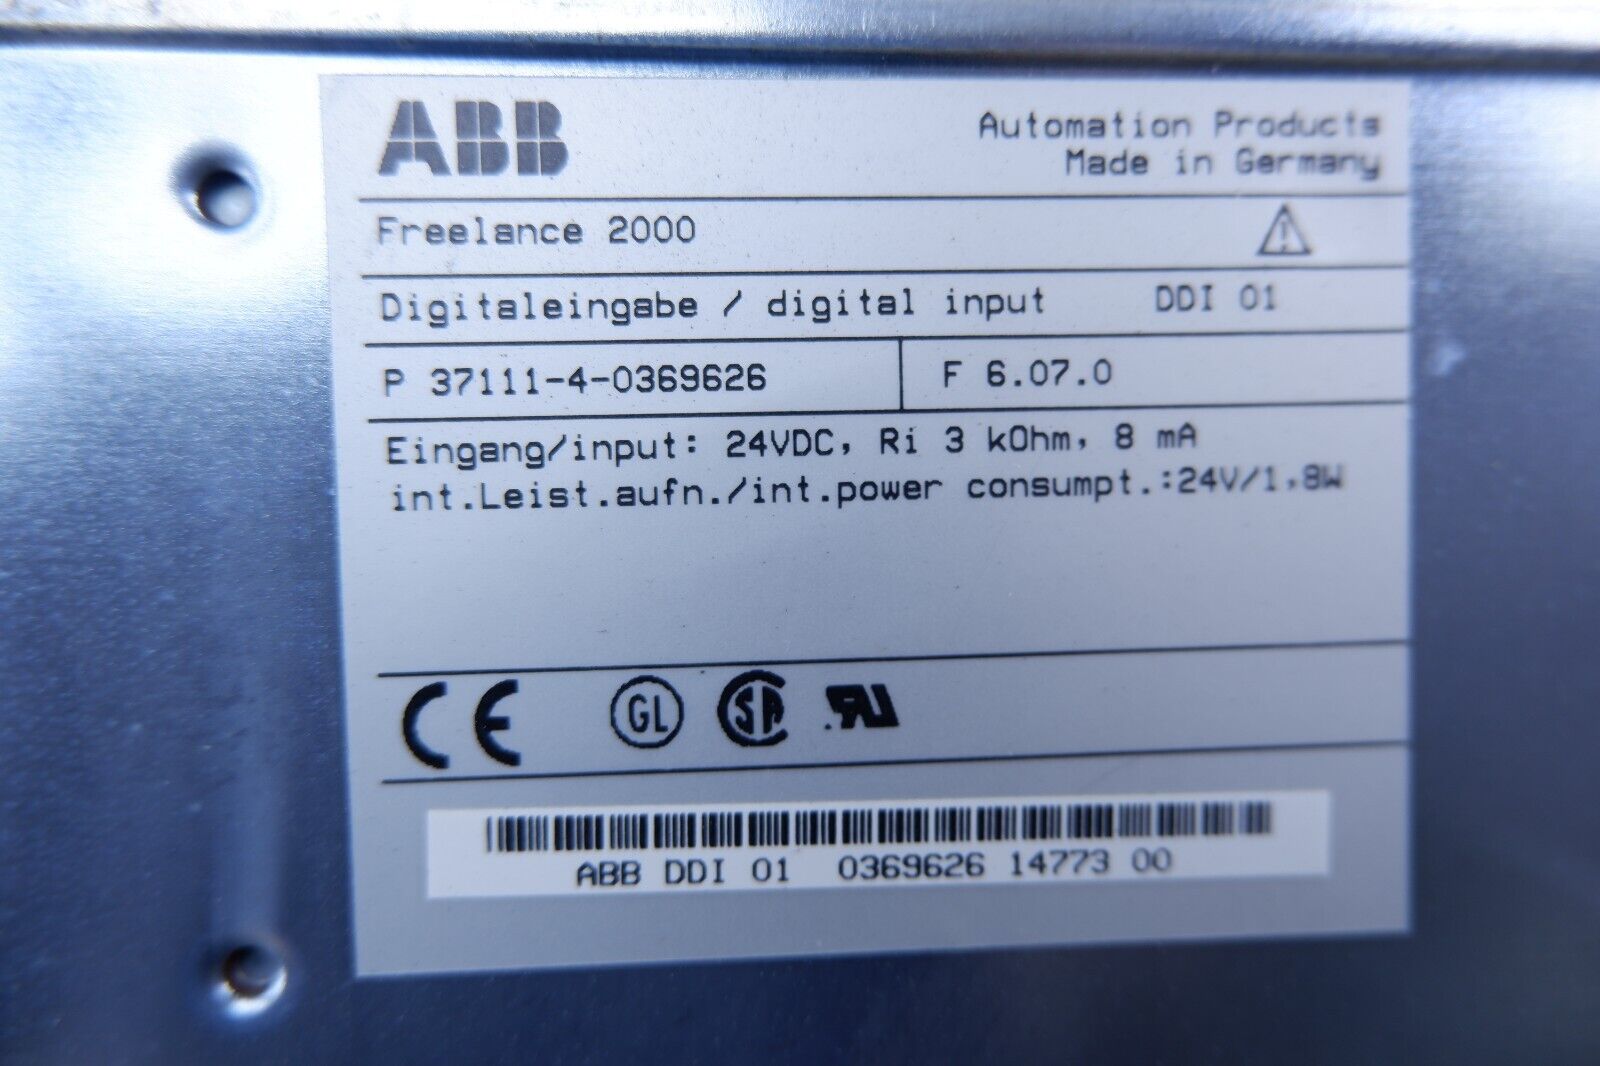 ABB
Automation Products
Made in Germany
Freelance 2000
Digitaleingabe / digital input DDI 01
P 37111-4-0369626 F 6.07.0
Eingang/input: 24VDC, Ri 3 kOhm, 8 mA
int.Leist.aufn./int.power consumpt.:24V/1,8W
CE GL SA RU
ABB DDI 01 0369626 14773 00